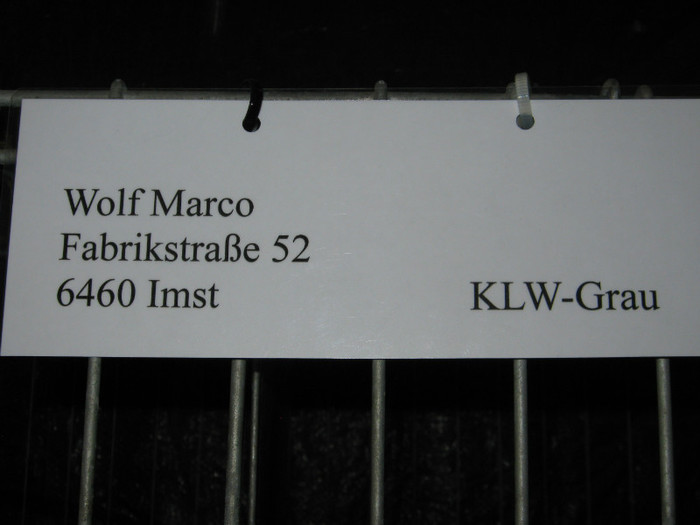 Wolf Marco
Fabrikstraße 52
6460 Imst
KLW-Grau